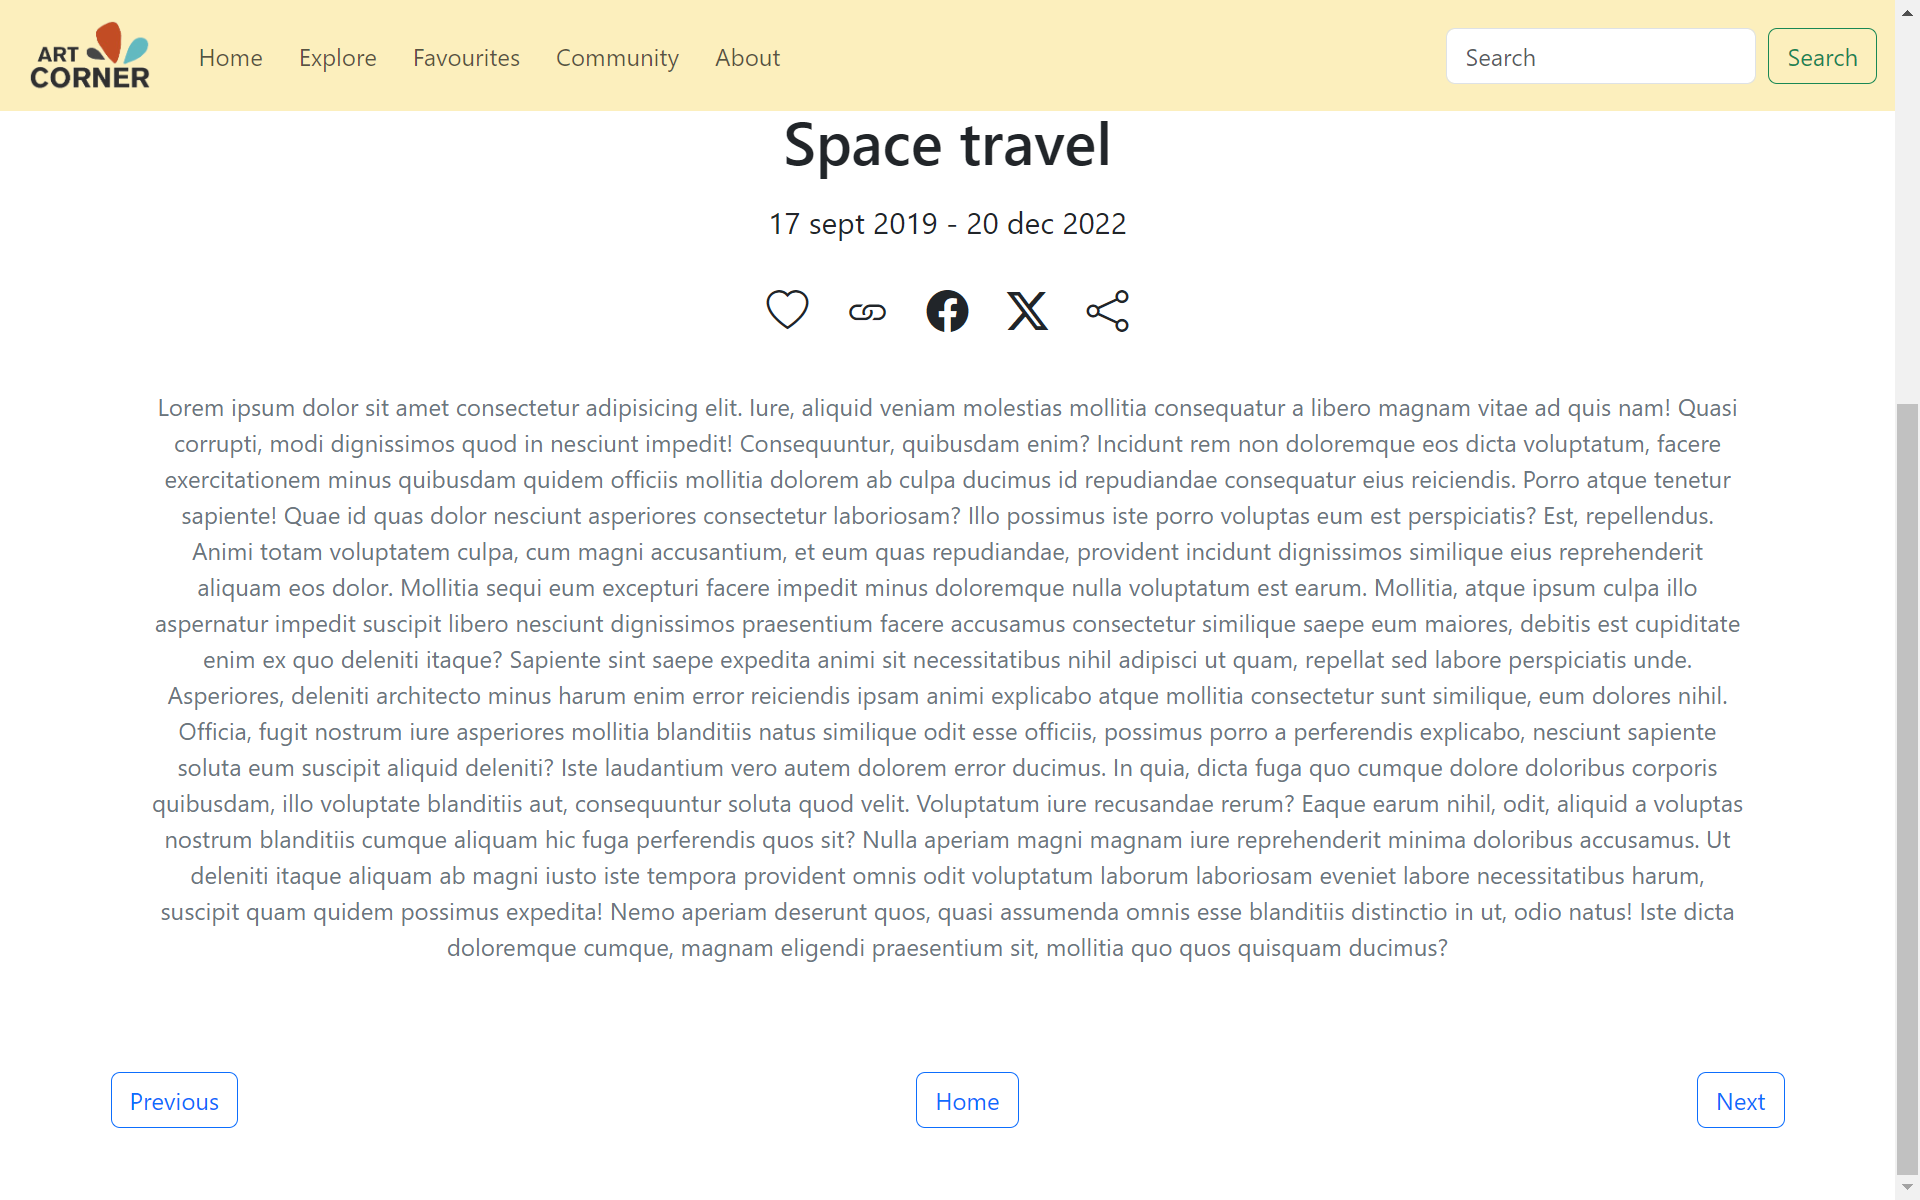 ART
CORNER
Home
Explore
Favourites
Community
About
Search
Search
Space travel
17 sept 2019 - 20 dec 2022
Lorem ipsum dolor sit amet consectetur adipisicing elit. Iure, aliquid veniam molestias mollitia consequatur a libero magnam vitae ad quis nam! Quasi
corrupti, modi dignissimos quod in nesciunt impedit! Consequuntur, quibusdam enim? Incidunt rem non doloremque eos dicta voluptatum, facere
exercitationem minus quibusdam quidem officiis mollitia dolorem ab culpa ducimus id repudiandae consequatur eius reiciendis. Porro atque tenetur
sapiente! Quae id quas dolor nesciunt asperiores consectetur laboriosam? Illo possimus iste porro voluptas eum est perspiciatis? Est, repellendus.
Animi totam voluptatem culpa, cum magni accusantium, et eum quas repudiandae, provident incidunt dignissimos similique eius reprehenderit
aliquam eos dolor. Mollitia sequi eum excepturi facere impedit minus doloremque nulla voluptatum est earum. Mollitia, atque ipsum culpa illo
aspernatur impedit suscipit libero nesciunt dignissimos praesentium facere accusamus consectetur similique saepe eum maiores, debitis est cupiditate
enim ex quo deleniti itaque? Sapiente sint saepe expedita animi sit necessitatibus nihil adipisci ut quam, repellat sed labore perspiciatis unde.
Asperiores, deleniti architecto minus harum enim error reiciendis ipsam animi explicabo atque mollitia consectetur sunt similique, eum dolores nihil.
Officia, fugit nostrum iure asperiores mollitia blanditiis natus similique odit esse officiis, possimus porro a perferendis explicabo, nesciunt sapiente
soluta eum suscipit aliquid deleniti? Iste laudantium vero autem dolorem error ducimus. In quia, dicta fuga quo cumque dolore doloribus corporis
quibusdam, illo voluptate blanditiis aut, consequuntur soluta quod velit. Voluptatum iure recusandae rerum? Eaque earum nihil, odit, aliquid a voluptas
nostrum blanditiis cumque aliquam hic fuga perferendis quos sit? Nulla aperiam magni magnam iure reprehenderit minima doloribus accusamus. Ut
deleniti itaque aliquam ab magni iusto iste tempora provident omnis odit voluptatum laborum laboriosam eveniet labore necessitatibus harum,
suscipit quam quidem possimus expedita! Nemo aperiam deserunt quos, quasi assumenda omnis esse blanditiis distinctio in ut, odio natus! Iste dicta
doloremque cumque, magnam eligendi praesentium sit, mollitia quo quos quisquam ducimus?
Previous
Home
Next